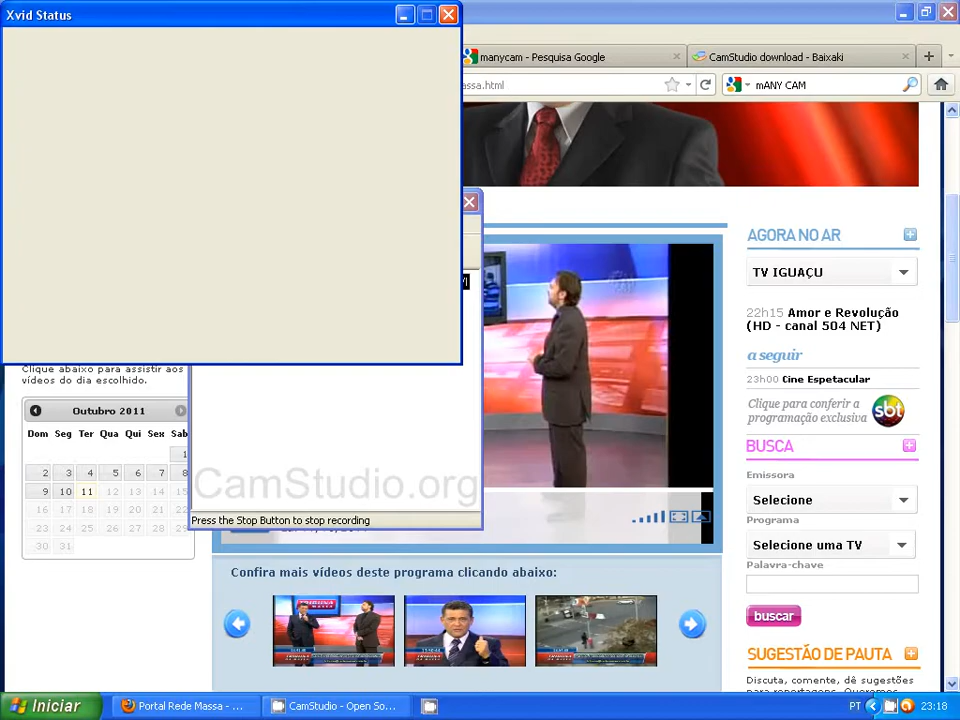 Xvid Status
manycam - Pesquisa Google
CamStudio download - Baixaki
assa.html
mANY CAM
AGORA NO AR
TV IGUAÇU
22h15 Amor e Revolução
(HD - canal 504 NET)
a seguir
23h00 Cine Espetacular
Clique para conferir a
programação exclusiva
sbt
BUSCA
Emissora
Selecione
Programa
Selecione uma TV
Palavra-chave
buscar
SUGESTÃO DE PAUTA
Discuta, comente, dê sugestões
Clique abaixo para assistir aos
vídeos do dia escolhido.
Outubro 2011
Dom Seg Ter Qua Qui Sex Sab
1
2 3 4 5 6 7 8
9 10 11 12 13 14 15
16 17 18 19 20 21
23 24 25 26 27 28
30 31
CamStudio.org
Press the Stop Button to stop recording
Confira mais vídeos deste programa clicando abaixo:
Iniciar
Portal Rede Massa - ...
CamStudio - Open So...
PT
23:18